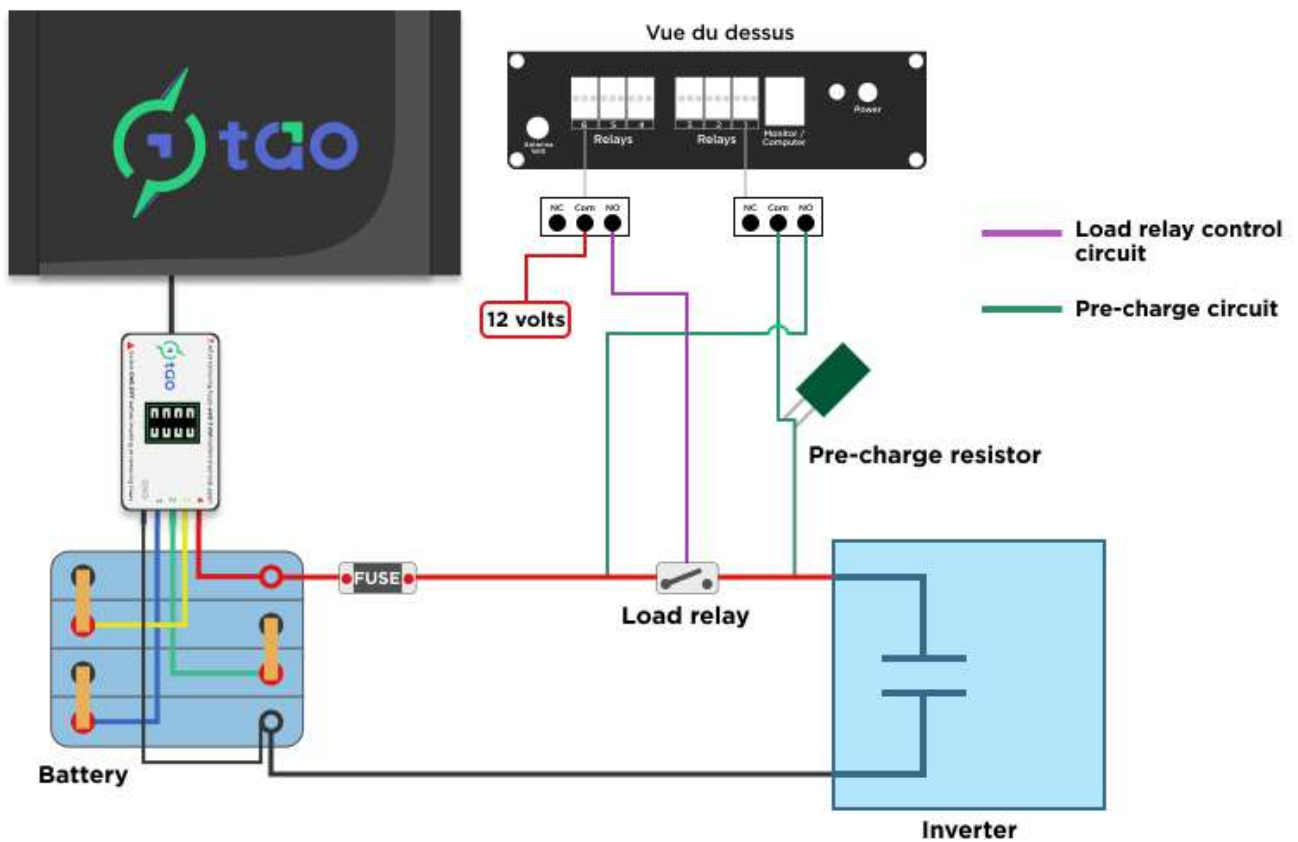 Vue du dessus
tao
6 5 4
Relays
3 2 1
Relays
Monitor /
Computer
Power
Antenna
Wifi
NC Com NO
NC Com NO
12 volts
Load relay control
circuit
Pre-charge circuit
tao
Pre-charge resistor
FUSE
Load relay
Battery
Inverter